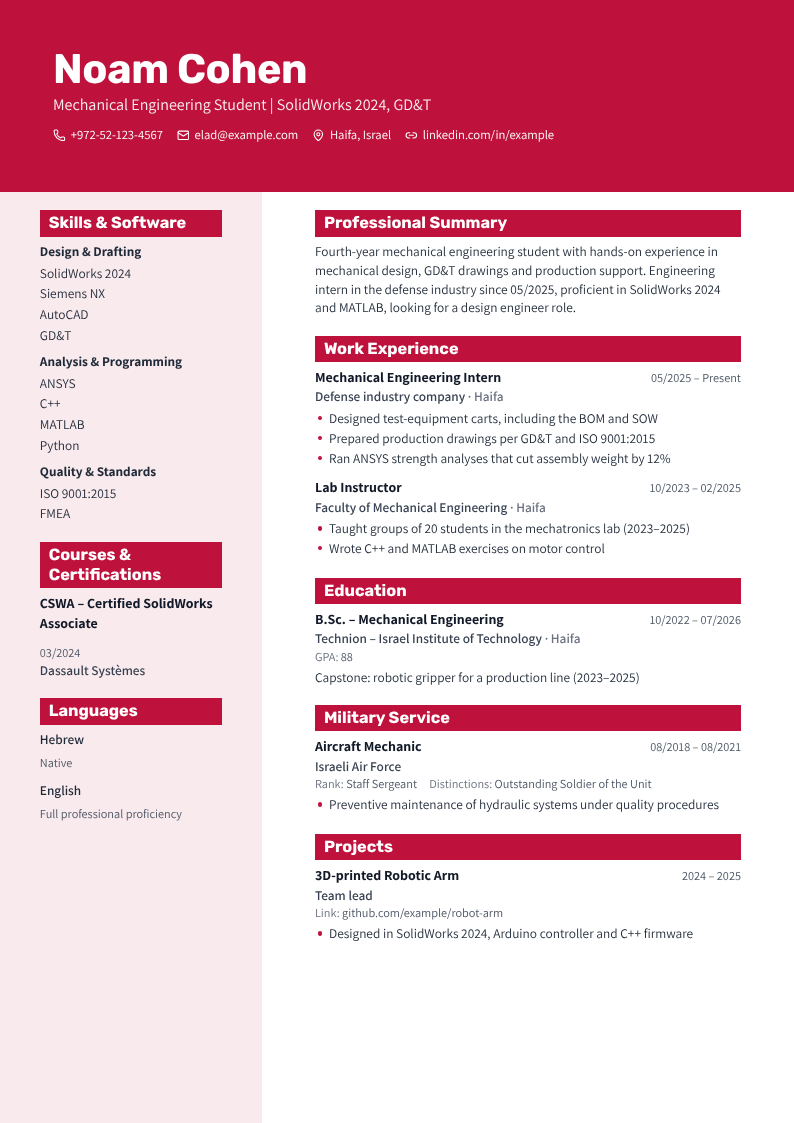 Noam Cohen
Mechanical Engineering Student | SolidWorks 2024, GD&T
+972-52-123-4567 elad@example.com Haifa, Israel linkedin.com/in/example
Skills & Software
Design & Drafting
SolidWorks 2024
Siemens NX
AutoCAD
GD&T
Analysis & Programming
ANSYS
C++
MATLAB
Python
Quality & Standards
ISO 9001:2015
FMEA
Courses &
Certifications
CSWA – Certified SolidWorks
Associate
03/2024
Dassault Systèmes
Languages
Hebrew
Native
English
Full professional proficiency
Professional Summary
Fourth-year mechanical engineering student with hands-on experience in
mechanical design, GD&T drawings and production support. Engineering
intern in the defense industry since 05/2025, proficient in SolidWorks 2024
and MATLAB, looking for a design engineer role.
Work Experience
Mechanical Engineering Intern 05/2025 – Present
Defense industry company · Haifa
• Designed test-equipment carts, including the BOM and SOW
• Prepared production drawings per GD&T and ISO 9001:2015
• Ran ANSYS strength analyses that cut assembly weight by 12%
Lab Instructor 10/2023 – 02/2025
Faculty of Mechanical Engineering · Haifa
• Taught groups of 20 students in the mechatronics lab (2023–2025)
• Wrote C++ and MATLAB exercises on motor control
Education
B.Sc. – Mechanical Engineering 10/2022 – 07/2026
Technion – Israel Institute of Technology · Haifa
GPA: 88
Capstone: robotic gripper for a production line (2023–2025)
Military Service
Aircraft Mechanic 08/2018 – 08/2021
Israeli Air Force
Rank: Staff Sergeant Distinctions: Outstanding Soldier of the Unit
• Preventive maintenance of hydraulic systems under quality procedures
Projects
3D-printed Robotic Arm 2024 – 2025
Team lead
Link: github.com/example/robot-arm
• Designed in SolidWorks 2024, Arduino controller and C++ firmware